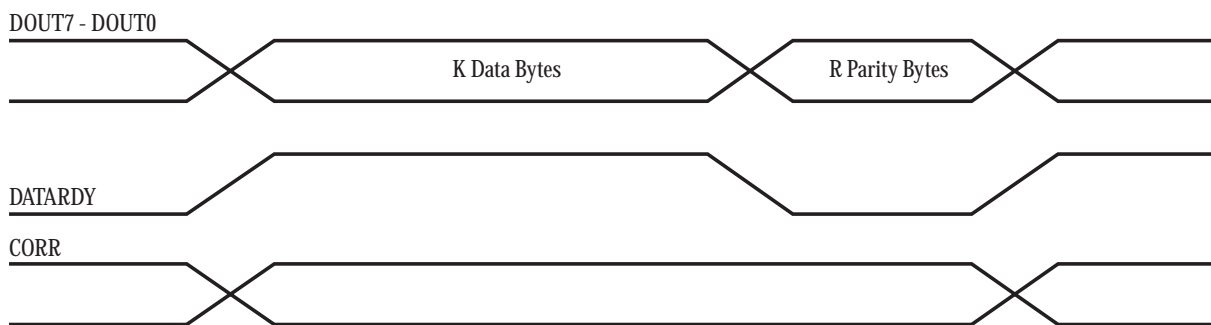 DOUT7 - DOUT0
K Data Bytes
R Parity Bytes
DATARDY
CORR